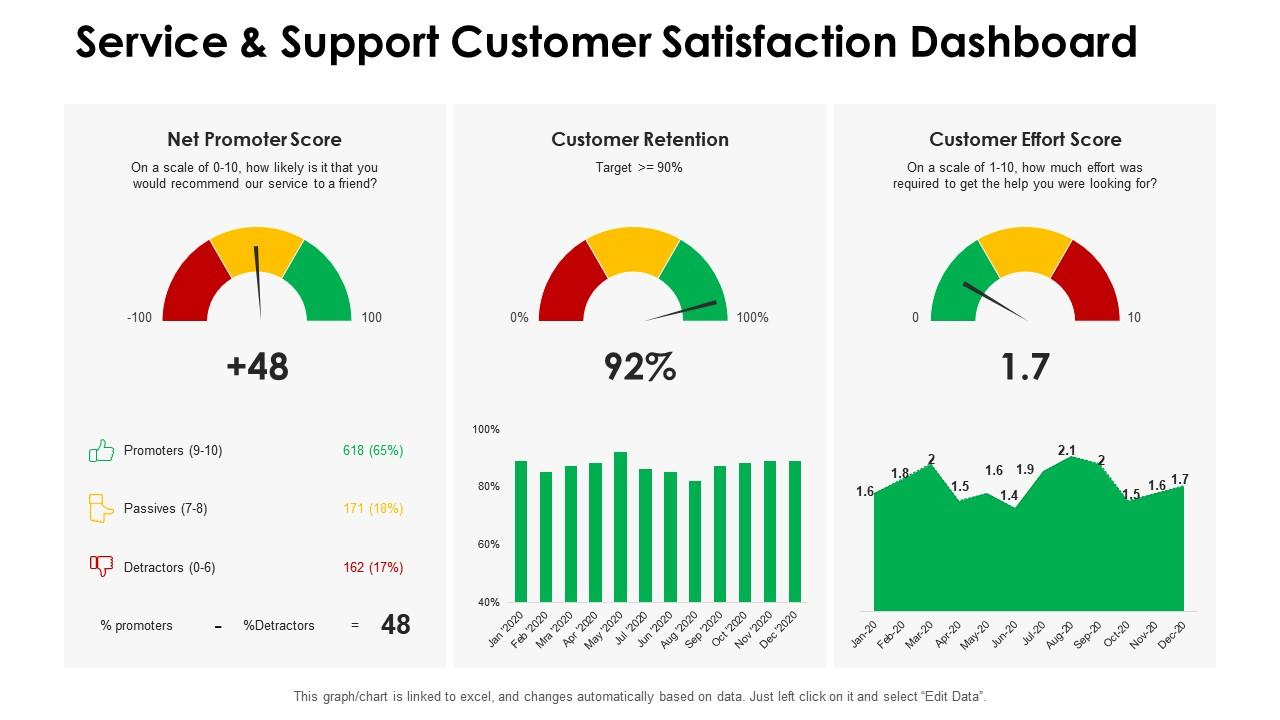 Service & Support Customer Satisfaction Dashboard
Net Promoter Score
On a scale of 0-10, how likely is it that you
would recommend our service to a friend?
-100
100
+48
Promoters (9-10)
618 (65%)
Passives (7-8)
171 (18%)
Detractors (0-6)
162 (17%)
% promoters - %Detractors = 48
Customer Retention
Target >= 90%
0%
100%
92%
100%
80%
60%
40%
Jan '2020
Feb '2020
Mra '2020
Apr '2020
May '2020
Jul '2020
Jun '2020
Aug '2020
Sep '2020
Oct '2020
Nov '2020
Dec '2020
Customer Effort Score
On a scale of 1-10, how much effort was
required to get the help you were looking for?
0
10
1.7
1.6
1.8
2
1.5
1.6
1.4
1.9
2.1
2
1.5
1.6
1.7
Jan-20
Feb-20
Mar-20
Apr-20
May-20
Jun-20
Jul-20
Aug-20
Sep-20
Oct-20
Nov-20
Dec-20
This graph/chart is linked to excel, and changes automatically based on data. Just left click on it and select “Edit Data”.